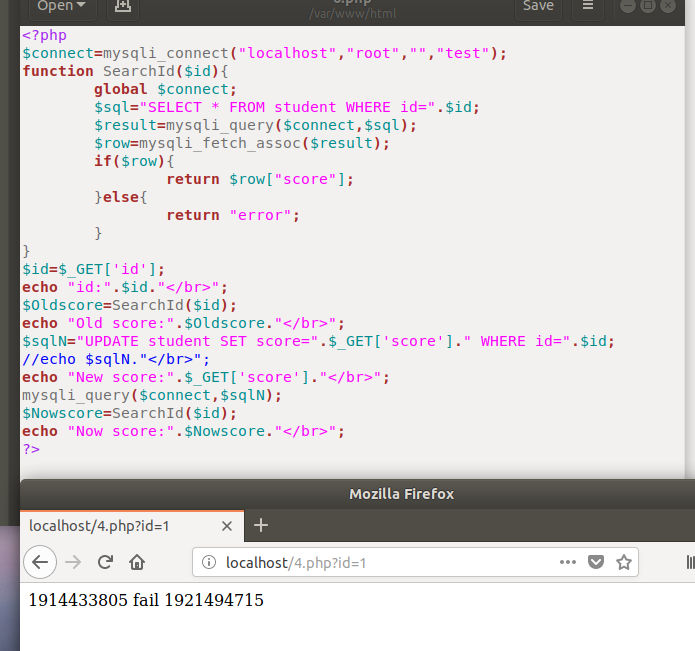 Open
Save
/var/www/html
<?php
$connect=mysqli_connect("localhost","root","","test");
function SearchId($id){
global $connect;
$sql="SELECT * FROM student WHERE id=".$id;
$result=mysqli_query($connect,$sql);
$row=mysqli_fetch_assoc($result);
if($row){
return $row["score"];
}else{
return "error";
}
}
$id=$_GET['id'];
echo "id:".$id."</br>";
$Oldscore=SearchId($id);
echo "Old score:".$Oldscore."</br>";
$sqlN="UPDATE student SET score=".$_GET['score']." WHERE id=".$id;
//echo $sqlN."</br>";
echo "New score:".$_GET['score']."</br>";
mysqli_query($connect,$sqlN);
$Nowscore=SearchId($id);
echo "Now score:".$Nowscore."</br>";
?>
Mozilla Firefox
localhost/4.php?id=1
localhost/4.php?id=1
1914433805 fail 1921494715